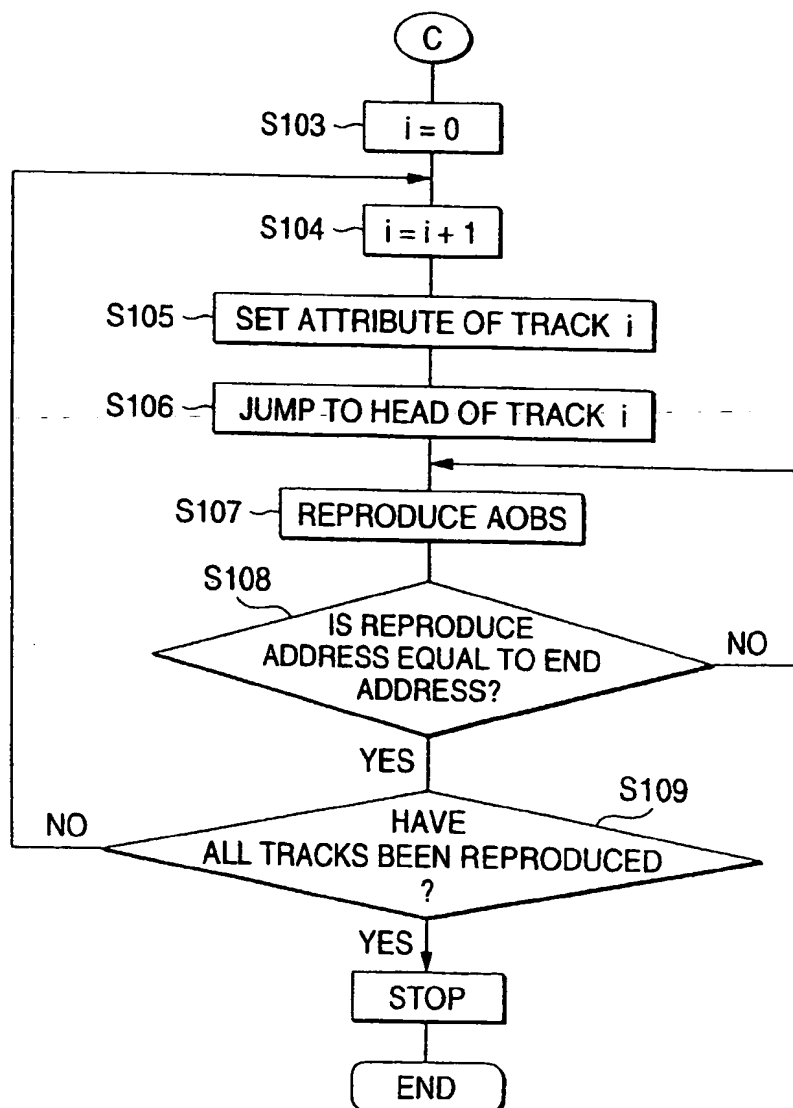 C
S103
i = 0
S104
i = i + 1
S105
SET ATTRIBUTE OF TRACK i
S106
JUMP TO HEAD OF TRACK i
S107
REPRODUCE AOBS
S108
IS REPRODUCE
ADDRESS EQUAL TO END
ADDRESS?
NO
YES
S109
HAVE
ALL TRACKS BEEN REPRODUCED
?
NO
YES
STOP
END